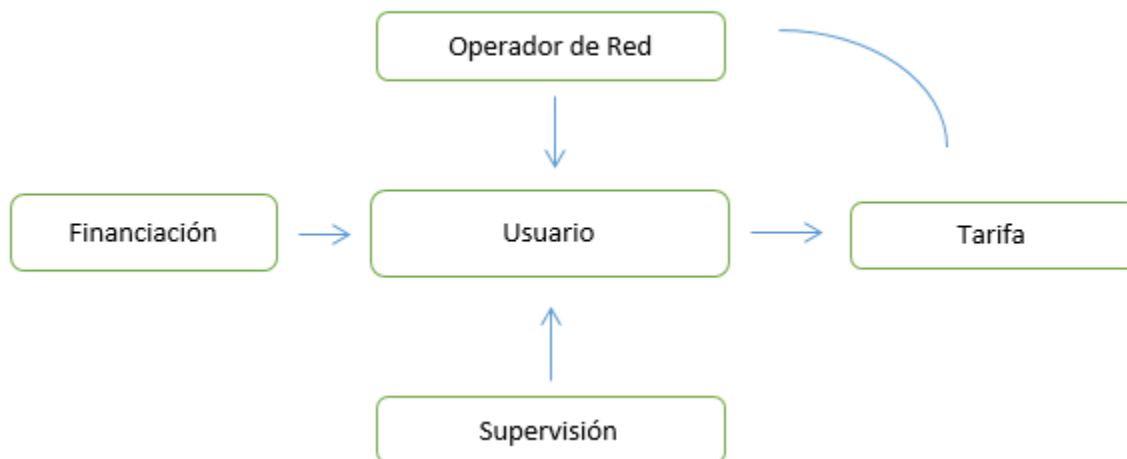 Operador de Red
Financiación
Usuario
Tarifa
Supervisión